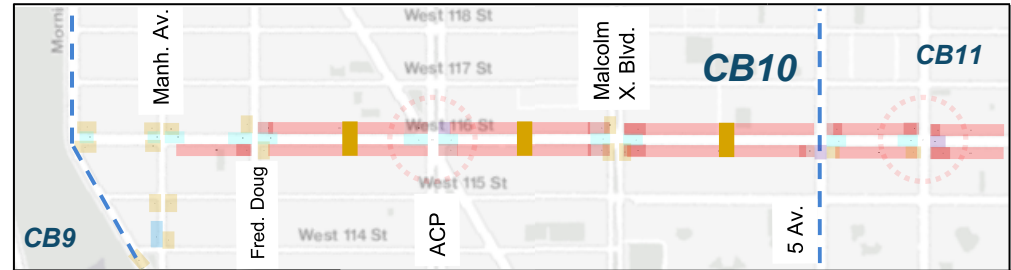 West 118 St
Morni
Manh. Av.
Malcolm
X. Blvd.
CB10
CB11
West 117 St
West 116 St
Fred. Doug
ACP
West 115 St
5 Av.
CB9
West 114 St